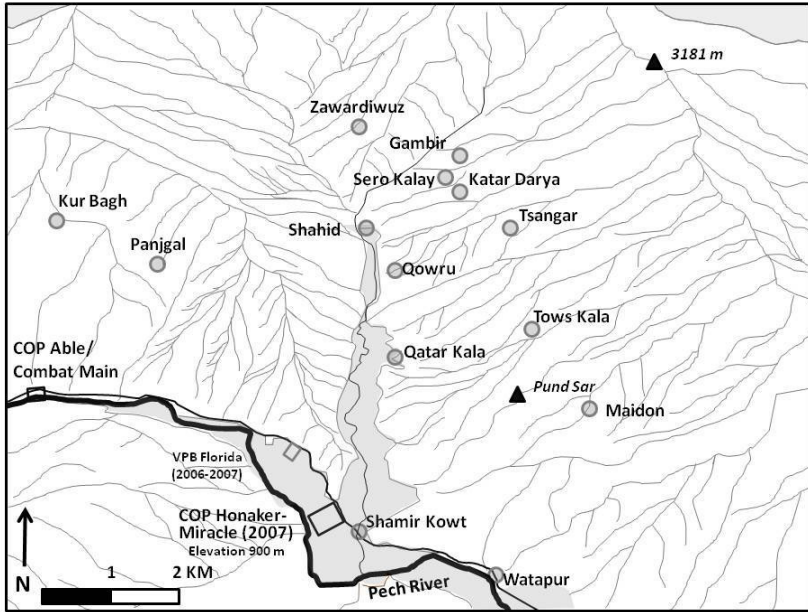 3181 m
Zawardiwuz
Gambir
Sero Kalay
Katar Darya
Kur Bagh
Shahid
Tsangar
Panjgal
Qowru
Tows Kala
COP Able/
Combat Main
Qatar Kala
Pund Sar
Maidon
VPB Florida
(2006-2007)
COP Honaker-
Miracle (2007)
Elevation 900 m
Shamir Kowt
N
1
2 KM
Pech River
Watapur